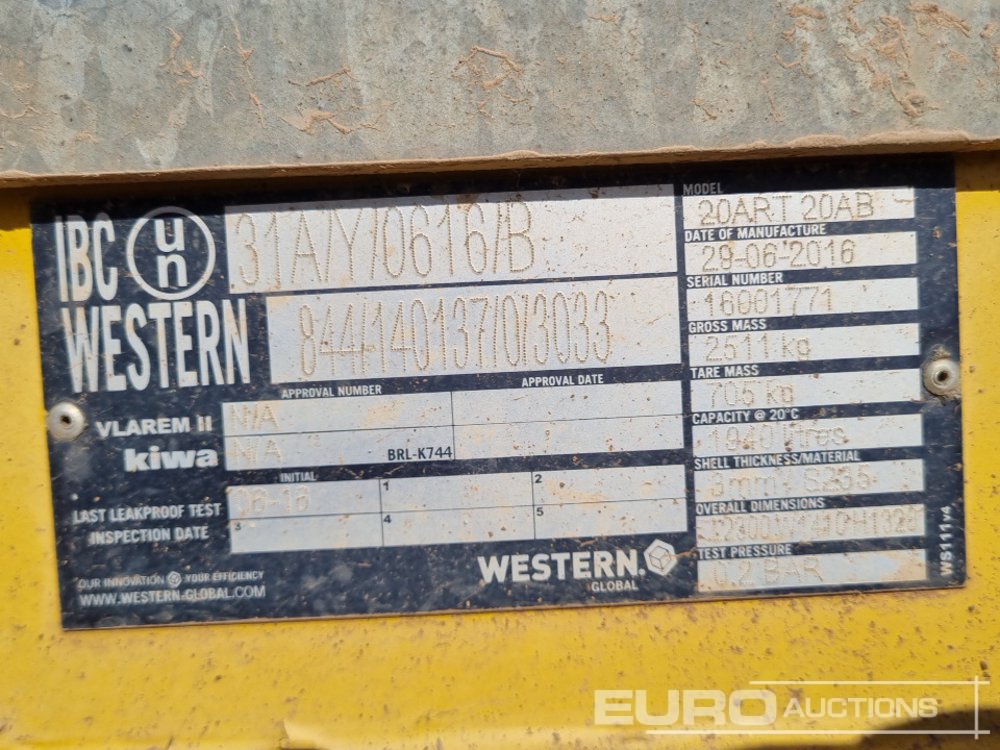 IBC
un
31A/Y/0616/B
WESTERN
844/140137/0/3033
APPROVAL NUMBER
APPROVAL DATE
VLAREM II
N/A
kiwa
N/A
BRL-K744
INITIAL
1
2
LAST LEAKPROOF TEST
INSPECTION DATE
06-16
3
4
5
OUR INNOVATION YOUR EFFICIENCY
WWW.WESTERN-GLOBAL.COM
WESTERN.
GLOBAL
MODEL
20ART 20AB
DATE OF MANUFACTURE
29-06-2016
SERIAL NUMBER
16001771
GROSS MASS
2511 kg
TARE MASS
705 kg
CAPACITY @ 20°C
1940 litres
SHELL THICKNESS/MATERIAL
3mm S235
OVERALL DIMENSIONS
TEST PRESSURE
0.2 BAR
WS111v4
EURO AUCTIONS